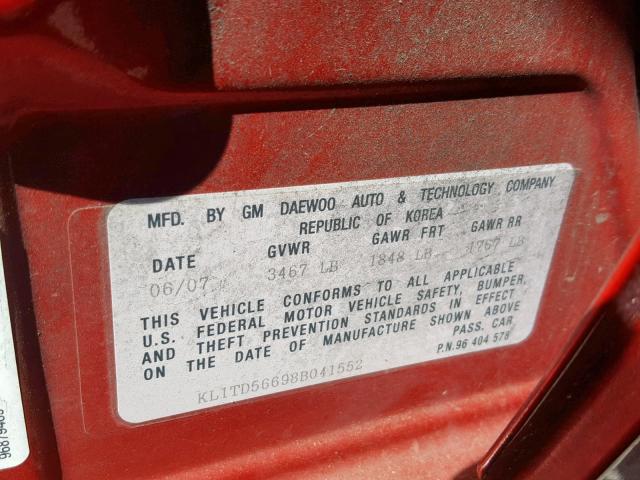 MFD. BY GM DAEWOO AUTO & TECHNOLOGY COMPANY
REPUBLIC OF KOREA
DATE GVWR GAWR FRT GAWR RR
06/07 3467 LB 1848 LB 1767 LB
THIS VEHICLE CONFORMS TO ALL APPLICABLE
U.S. FEDERAL MOTOR VEHICLE SAFETY, BUMPER,
AND THEFT PREVENTION STANDARDS IN EFFECT
ON THE DATE OF MANUFACTURE SHOWN ABOVE
PASS. CAR
P.N.96 404 578
KL1TD56698B041552